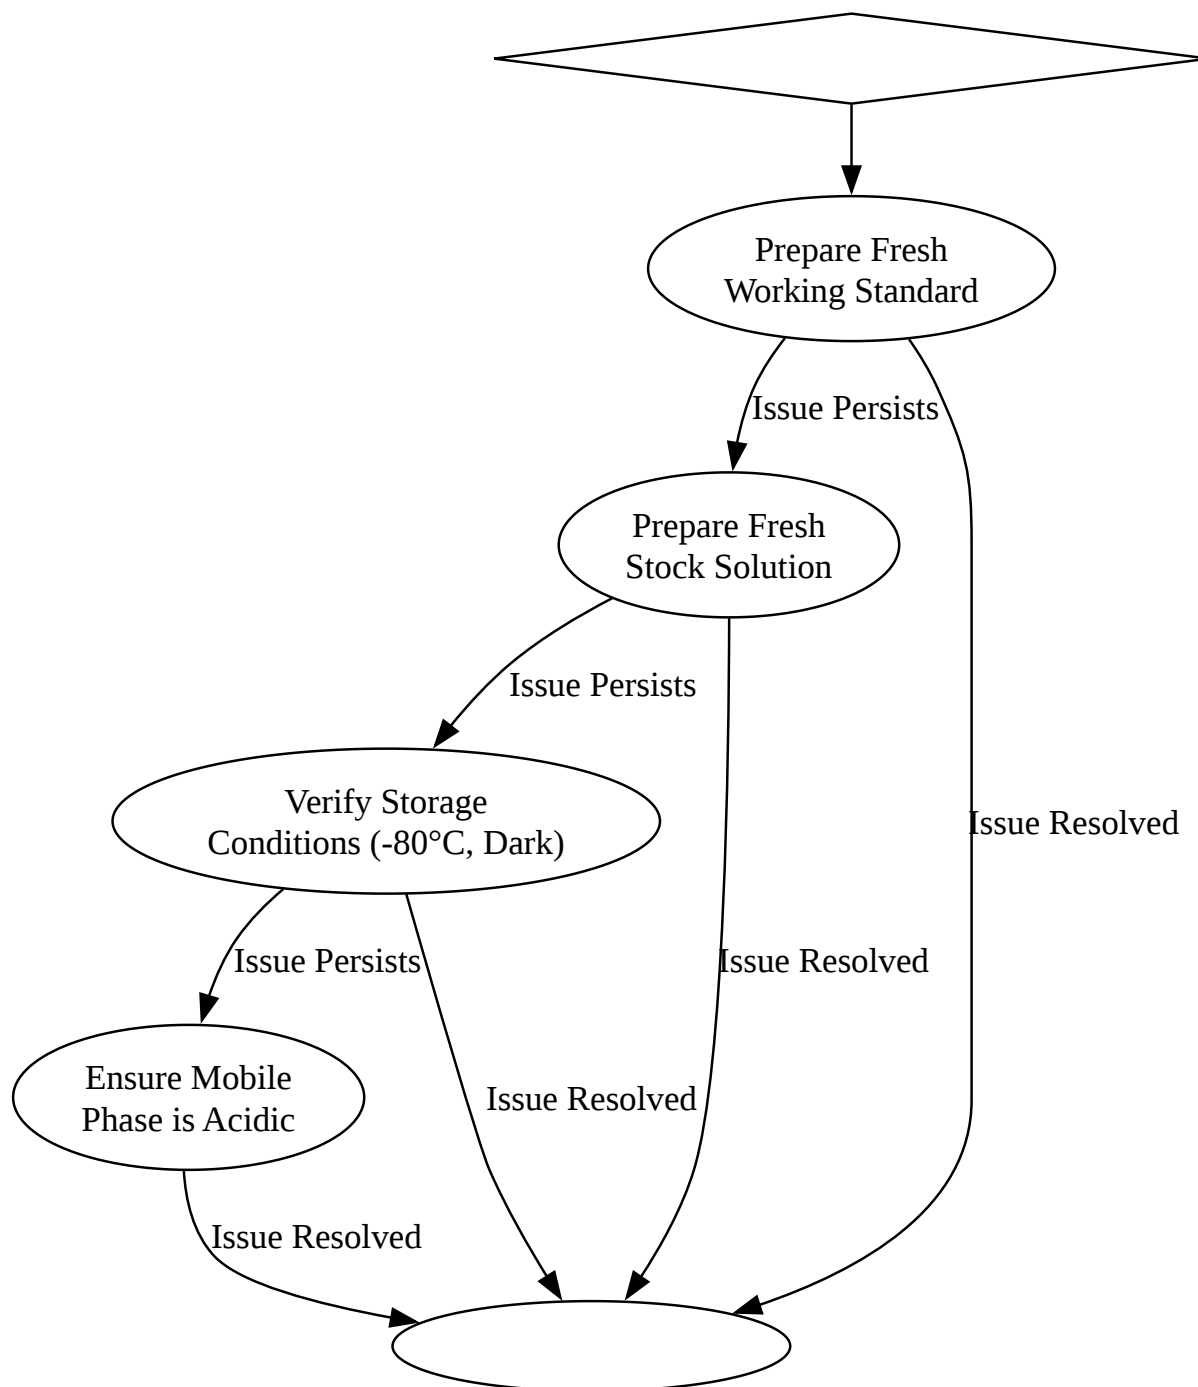 Prepare Fresh
Working Standard
Issue Persists
Prepare Fresh
Stock Solution
Issue Persists
Verify Storage
Conditions (-80°C, Dark)
Issue Resolved
Issue Persists
Issue Resolved
Ensure Mobile
Phase is Acidic
Issue Resolved
Issue Resolved